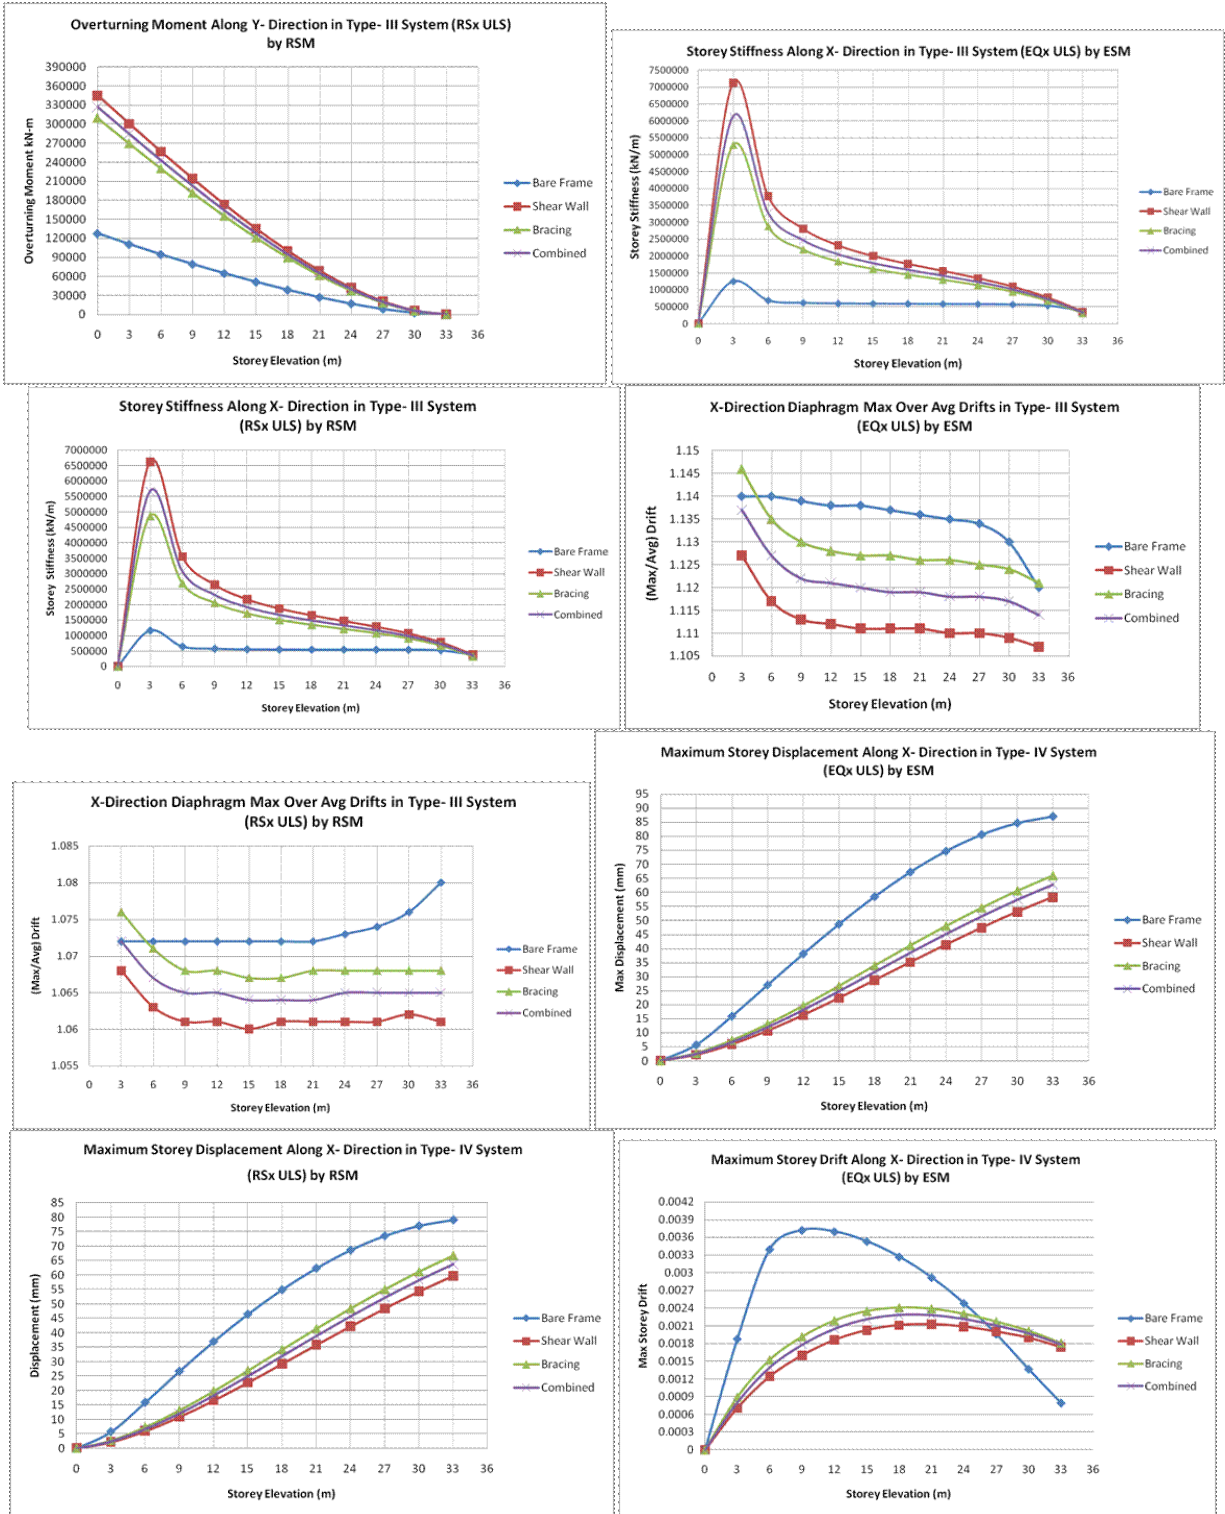 Overturning Moment Along Y- Direction in Type- III System (RSx ULS)
by RSM
Overturning Moment kN-m
390000
360000
330000
300000
270000
240000
210000
180000
150000
120000
90000
60000
30000
0
0 3 6 9 12 15 18 21 24 27 30 33 36
Storey Elevation (m)
Bare Frame
Shear Wall
Bracing
Combined
Storey Stiffness Along X- Direction in Type- III System (EQx ULS) by ESM
Storey Stiffness (kN/m)
7500000
7000000
6500000
6000000
5500000
5000000
4500000
4000000
3500000
3000000
2500000
2000000
1500000
1000000
500000
0
0 3 6 9 12 15 18 21 24 27 30 33 36
Storey Elevation (m)
Bare Frame
Shear Wall
Bracing
Combined
Storey Stiffness Along X- Direction in Type- III System
(RSx ULS) by RSM
Storey Stiffness (kN/m)
7000000
6500000
6000000
5500000
5000000
4500000
4000000
3500000
3000000
2500000
2000000
1500000
1000000
500000
0
0 3 6 9 12 15 18 21 24 27 30 33 36
Storey Elevation (m)
Bare Frame
Shear Wall
Bracing
Combined
X-Direction Diaphragm Max Over Avg Drifts in Type- III System
(EQx ULS) by ESM
(Max/Avg) Drift
1.15
1.145
1.14
1.135
1.13
1.125
1.12
1.115
1.11
1.105
0 3 6 9 12 15 18 21 24 27 30 33 36
Storey Elevation (m)
Bare Frame
Shear Wall
Bracing
Combined
X-Direction Diaphragm Max Over Avg Drifts in Type- III System
(RSx ULS) by RSM
(Max/Avg) Drift
1.085
1.08
1.075
1.07
1.065
1.06
1.055
0 3 6 9 12 15 18 21 24 27 30 33 36
Storey Elevation (m)
Bare Frame
Shear Wall
Bracing
Combined
Maximum Storey Displacement Along X- Direction in Type- IV System
(EQx ULS) by ESM
Max Displacement (mm)
95
90
85
80
75
70
65
60
55
50
45
40
35
30
25
20
15
10
5
0
0 3 6 9 12 15 18 21 24 27 30 33 36
Storey Elevation (m)
Bare Frame
Shear Wall
Bracing
Combined
Maximum Storey Displacement Along X- Direction in Type- IV System
(RSx ULS) by RSM
Displacement (mm)
85
80
75
70
65
60
55
50
45
40
35
30
25
20
15
10
5
0
0 3 6 9 12 15 18 21 24 27 30 33 36
Storey Elevation (m)
Bare Frame
Shear Wall
Bracing
Combined
Maximum Storey Drift Along X- Direction in Type- IV System
(EQx ULS) by ESM
Max Storey Drift
0.0042
0.0039
0.0036
0.0033
0.003
0.0027
0.0024
0.0021
0.0018
0.0015
0.0012
0.0009
0.0006
0.0003
0
0 3 6 9 12 15 18 21 24 27 30 33 36
Storey Elevation (m)
Bare Frame
Shear Wall
Bracing
Combined